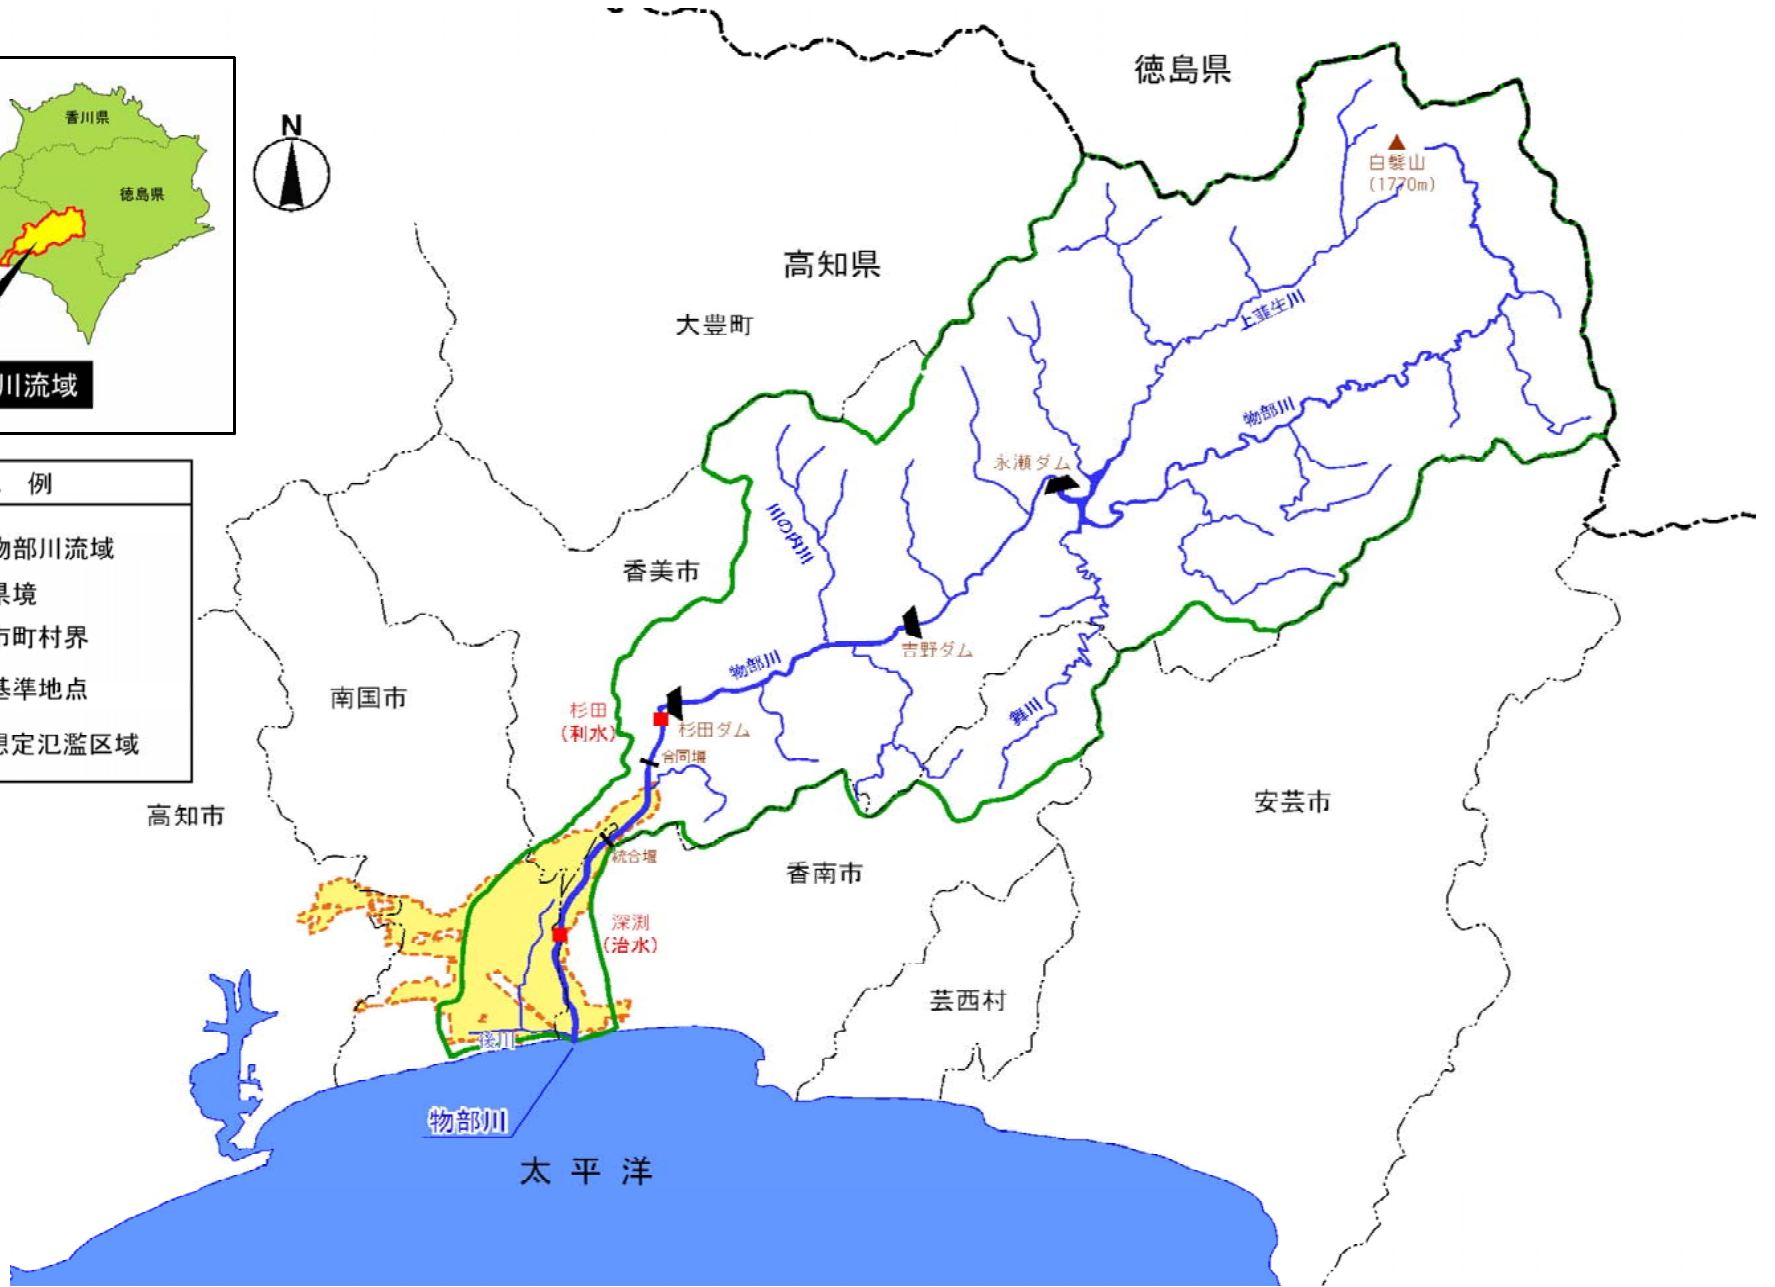 香川県
徳島県
川流域
例
物部川流域
県境
市町村界
基準地点
想定氾濫区域
N
徳島県
白髪山
(1770m)
高知県
大豊町
上韮生川
物部川
永瀬ダム
川の内川
香美市
吉野ダム
物部川
舞川
南国市
杉田
(利水)
杉田ダム
合同堰
高知市
安芸市
統合堰
香南市
深渕
(治水)
芸西村
後川
物部川
太平洋